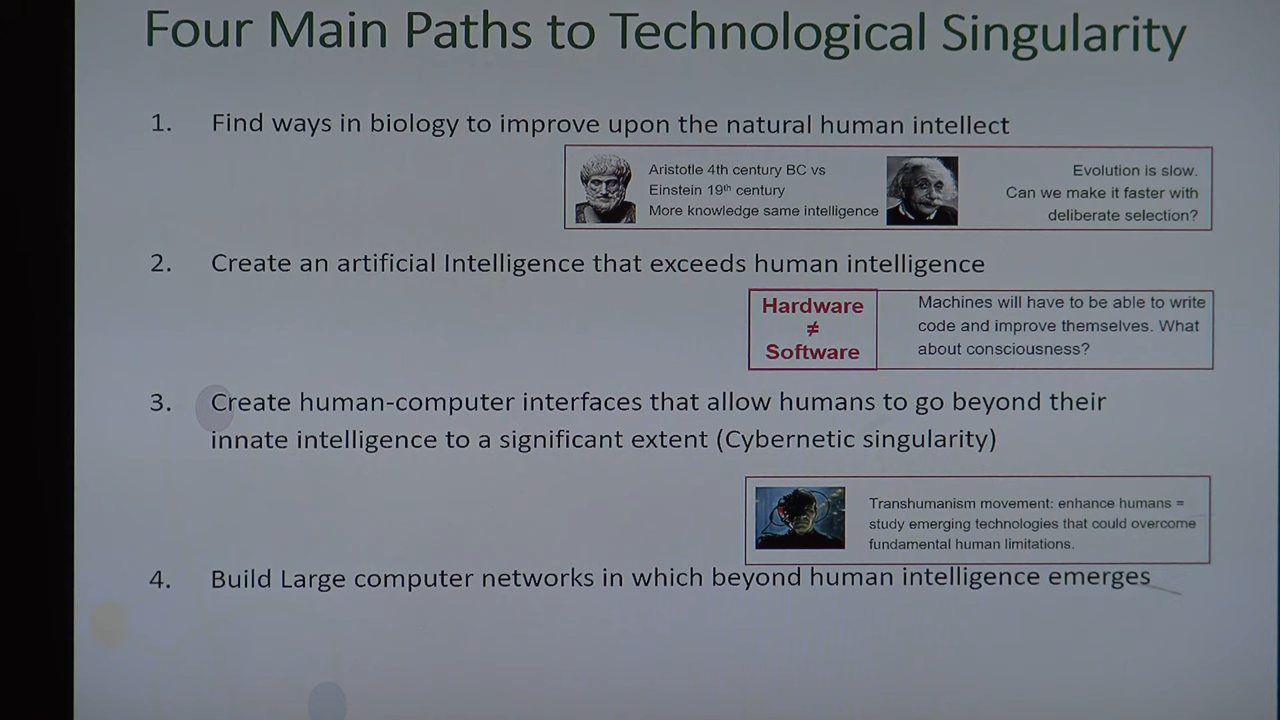 Four Main Paths to Technological Singularity
1. Find ways in biology to improve upon the natural human intellect
Aristotle 4th century BC vs
Einstein 19th century
More knowledge same intelligence
Evolution is slow.
Can we make it faster with
deliberate selection?
2. Create an artificial Intelligence that exceeds human intelligence
Hardware
≠
Software
Machines will have to be able to write
code and improve themselves. What
about consciousness?
3. Create human-computer interfaces that allow humans to go beyond their
innate intelligence to a significant extent (Cybernetic singularity)
Transhumanism movement: enhance humans =
study emerging technologies that could overcome
fundamental human limitations.
4. Build Large computer networks in which beyond human intelligence emerges